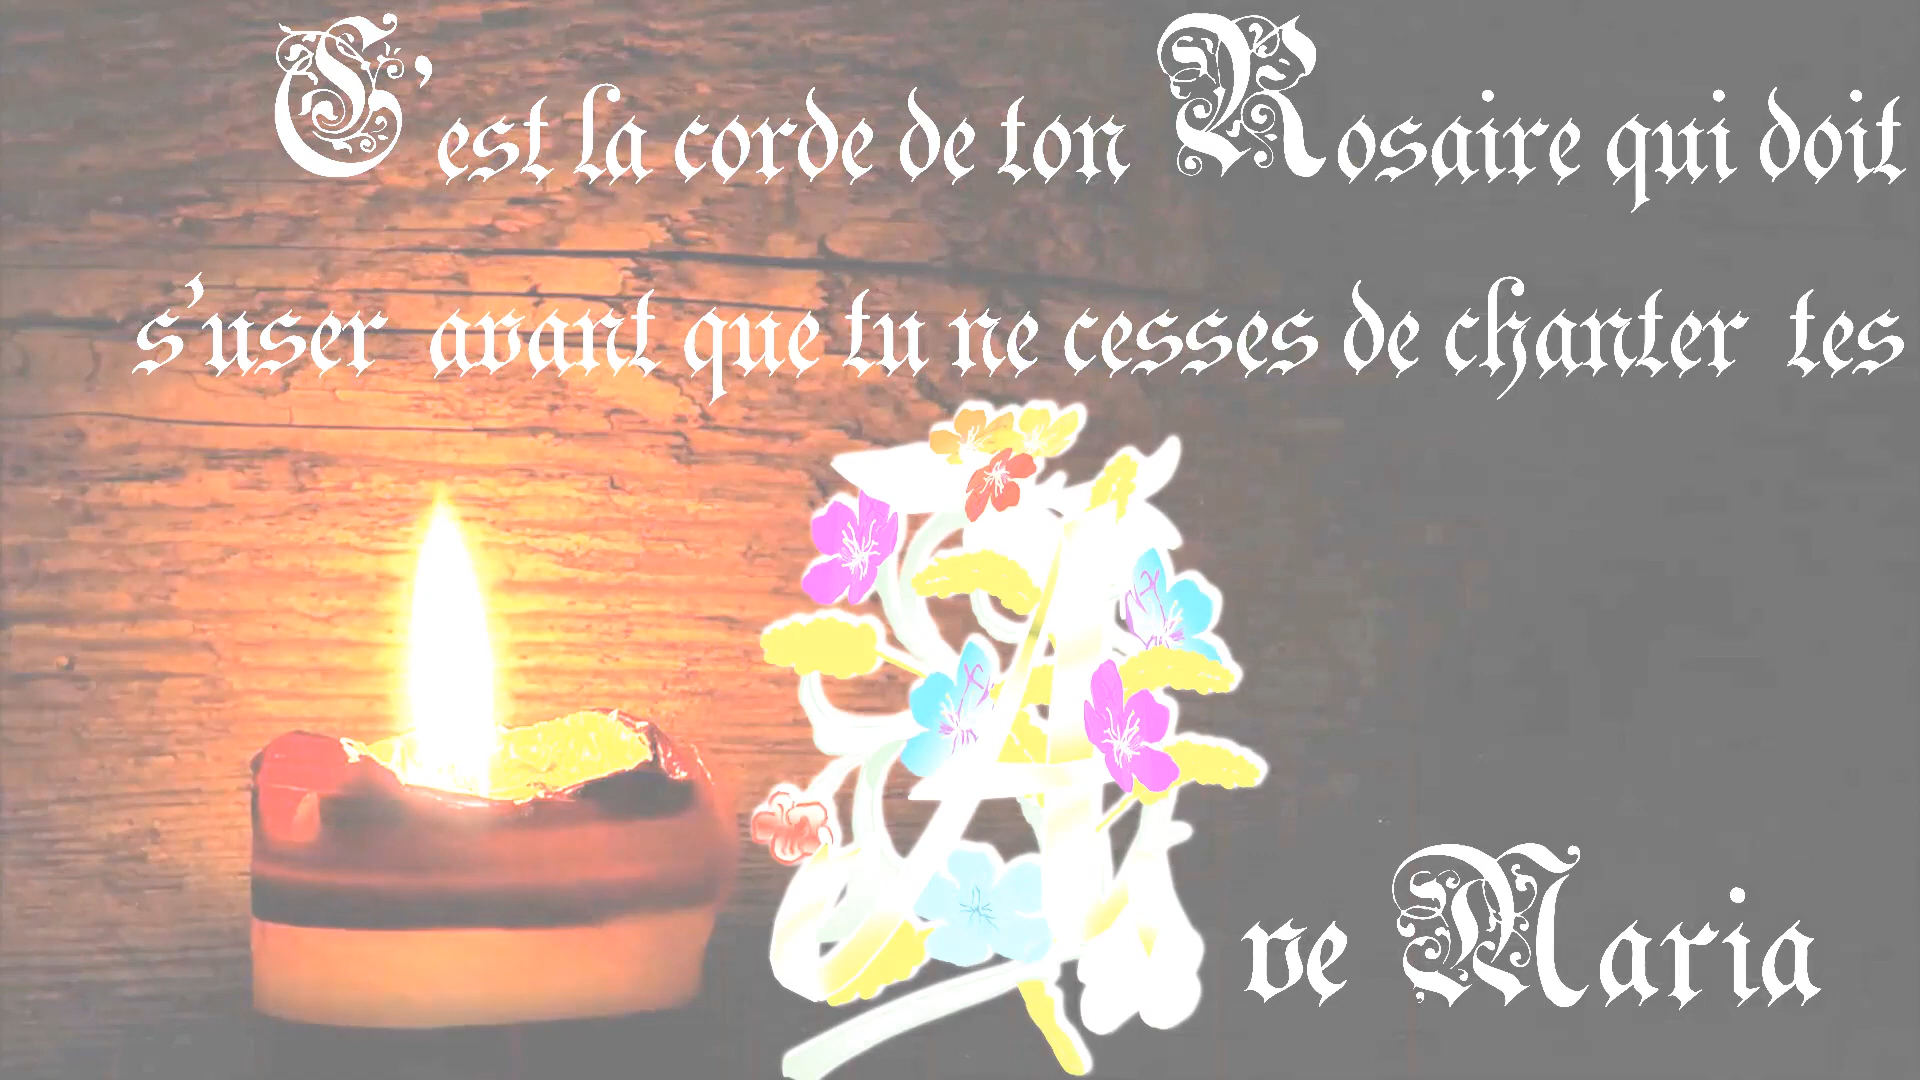 C'est la corde de ton Rosaire qui doit
s'user avant que tu ne cesses de chanter tes
Ave Maria